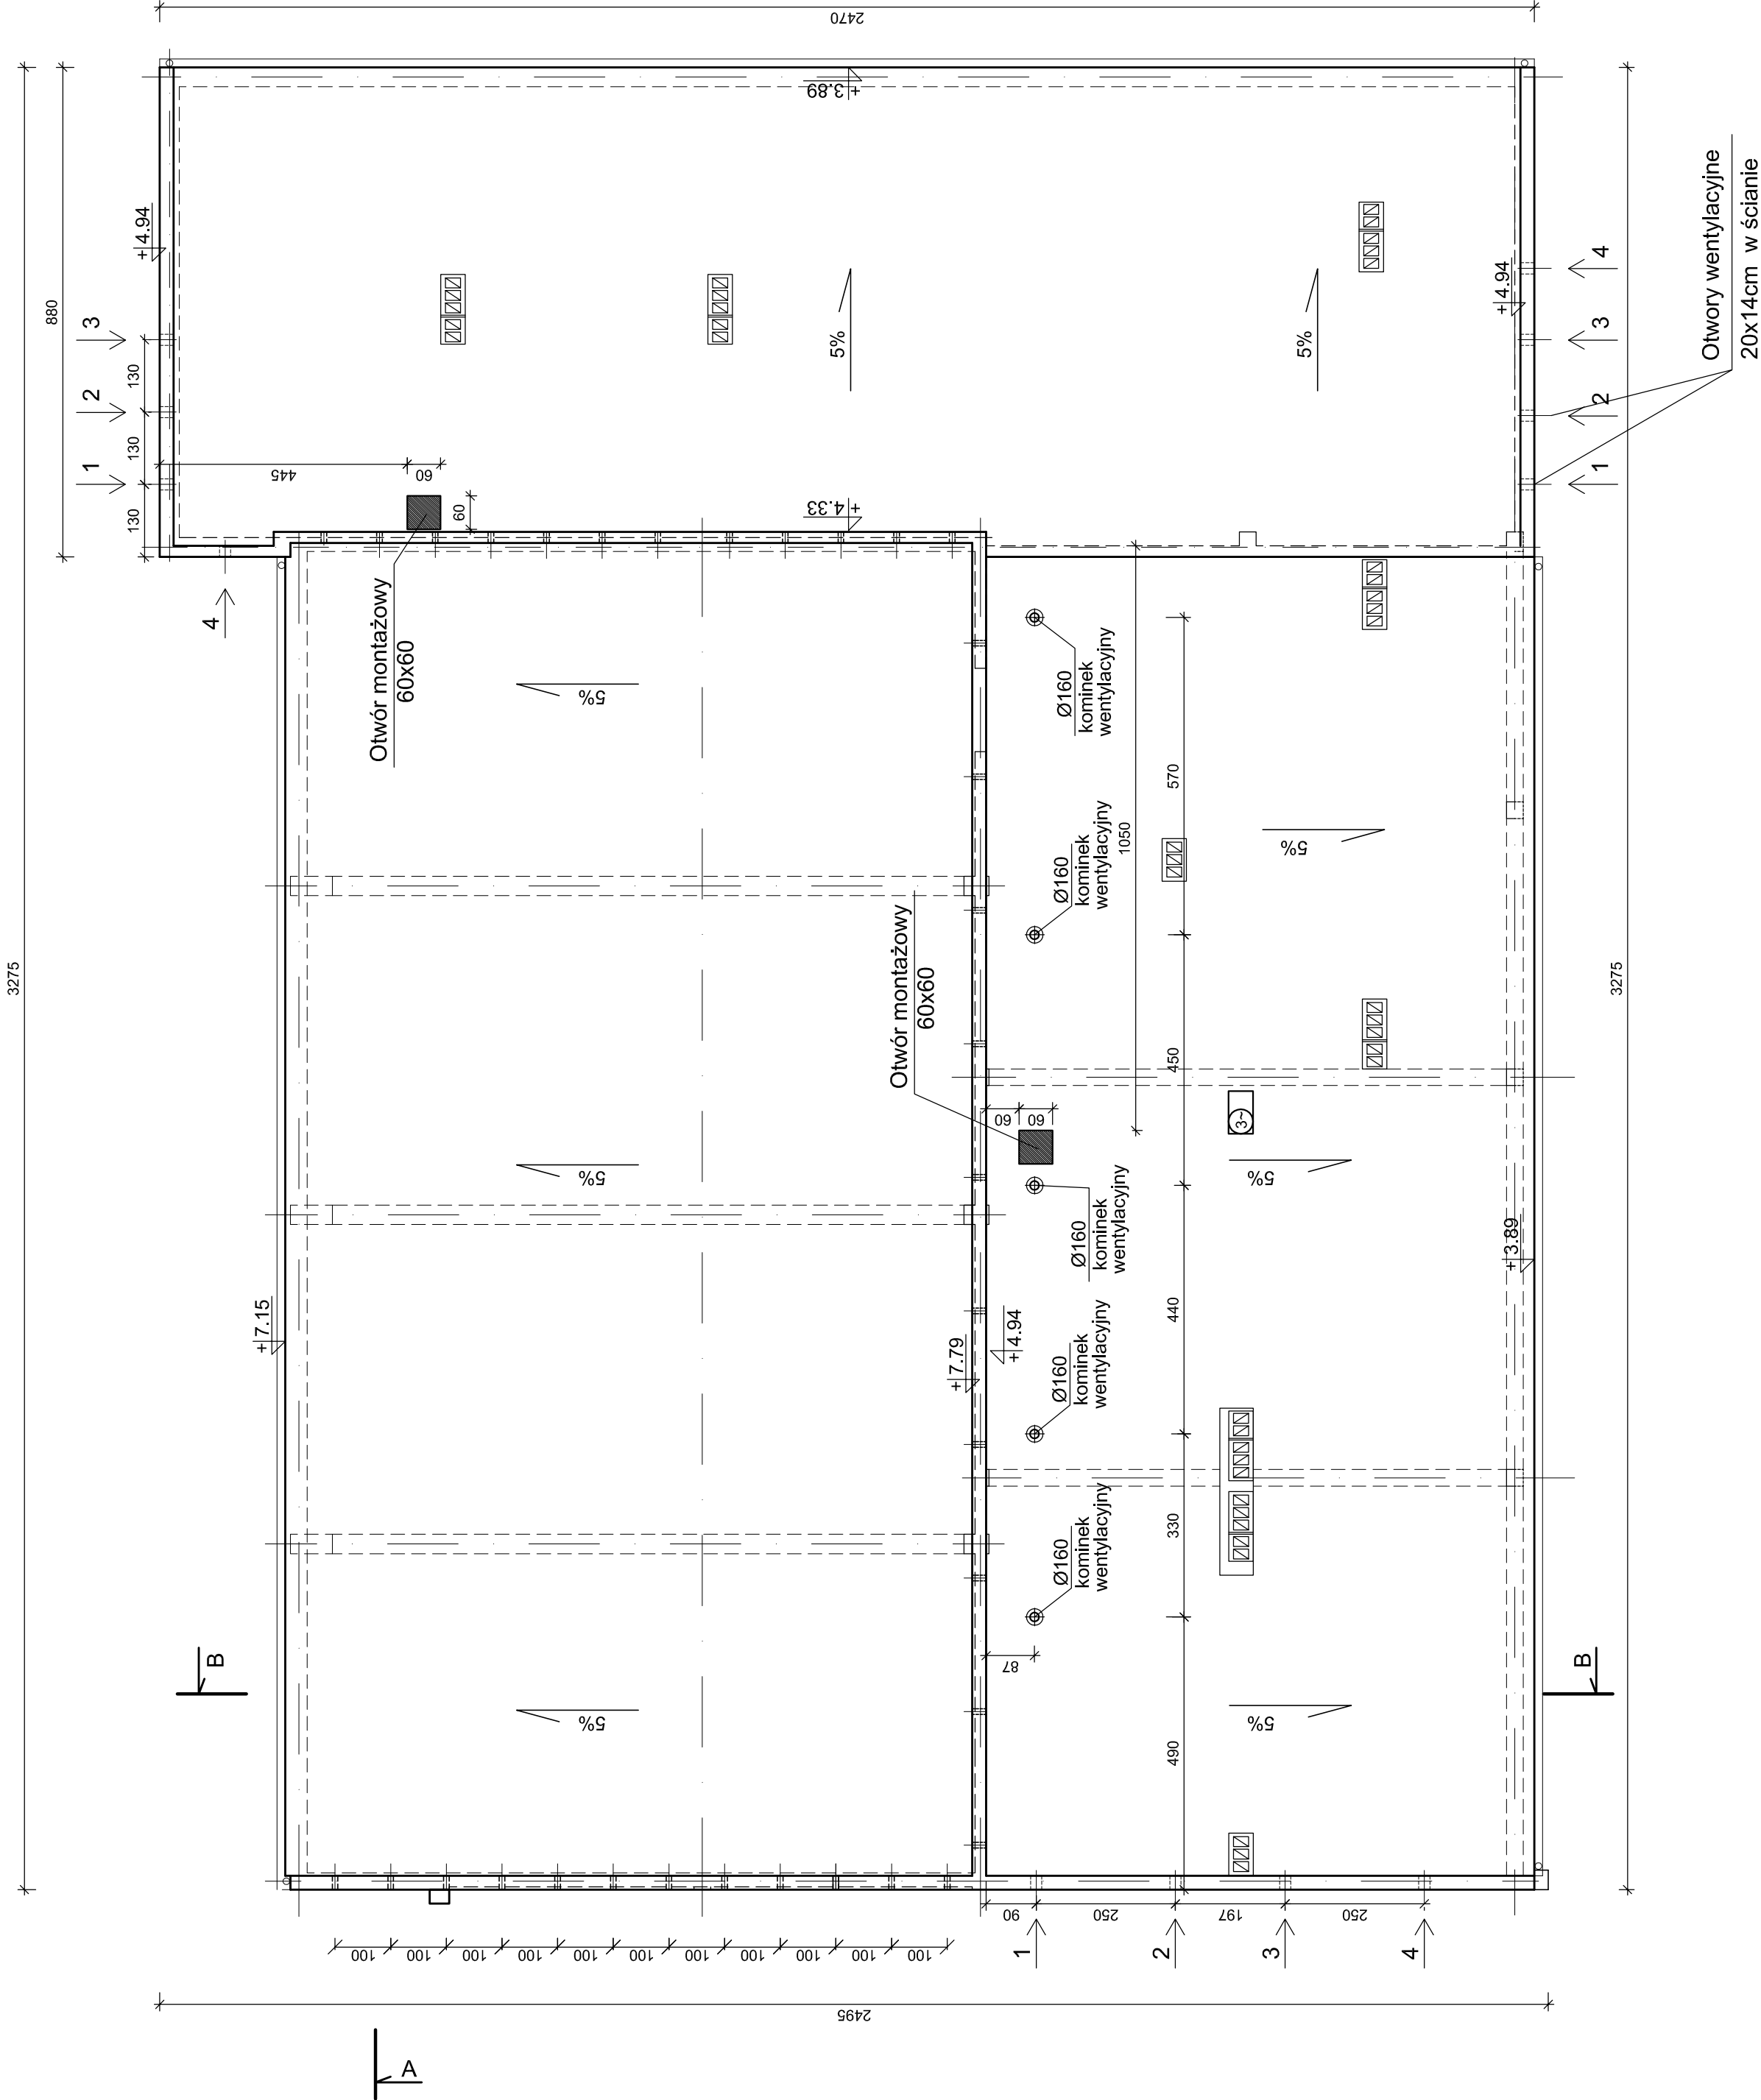 2470
3275
880
+ 3.89
+ 4.94
3
2
1
130
130
130
445
60
60
+ 4.33
5%
5%
+ 4.94
4
3
2
1
Otwory wentylacyjne
20x14cm w ścianie
4
Otwór montażowy
60x60
5%
Ø160
kominek
wentylacyjny
570
1050
Ø160
kominek
wentylacyjny
5%
Otwór montażowy
60x60
450
3275
60
60
3~
5%
5%
Ø160
kominek
wentylacyjny
+ 3.89
+ 7.15
+ 7.79
+ 4.94
440
Ø160
kominek
wentylacyjny
330
Ø160
kominek
wentylacyjny
87
B
B
5%
5%
490
90
250
197
250
1
2
3
4
100
100
100
100
100
100
100
100
100
100
100
2495
A